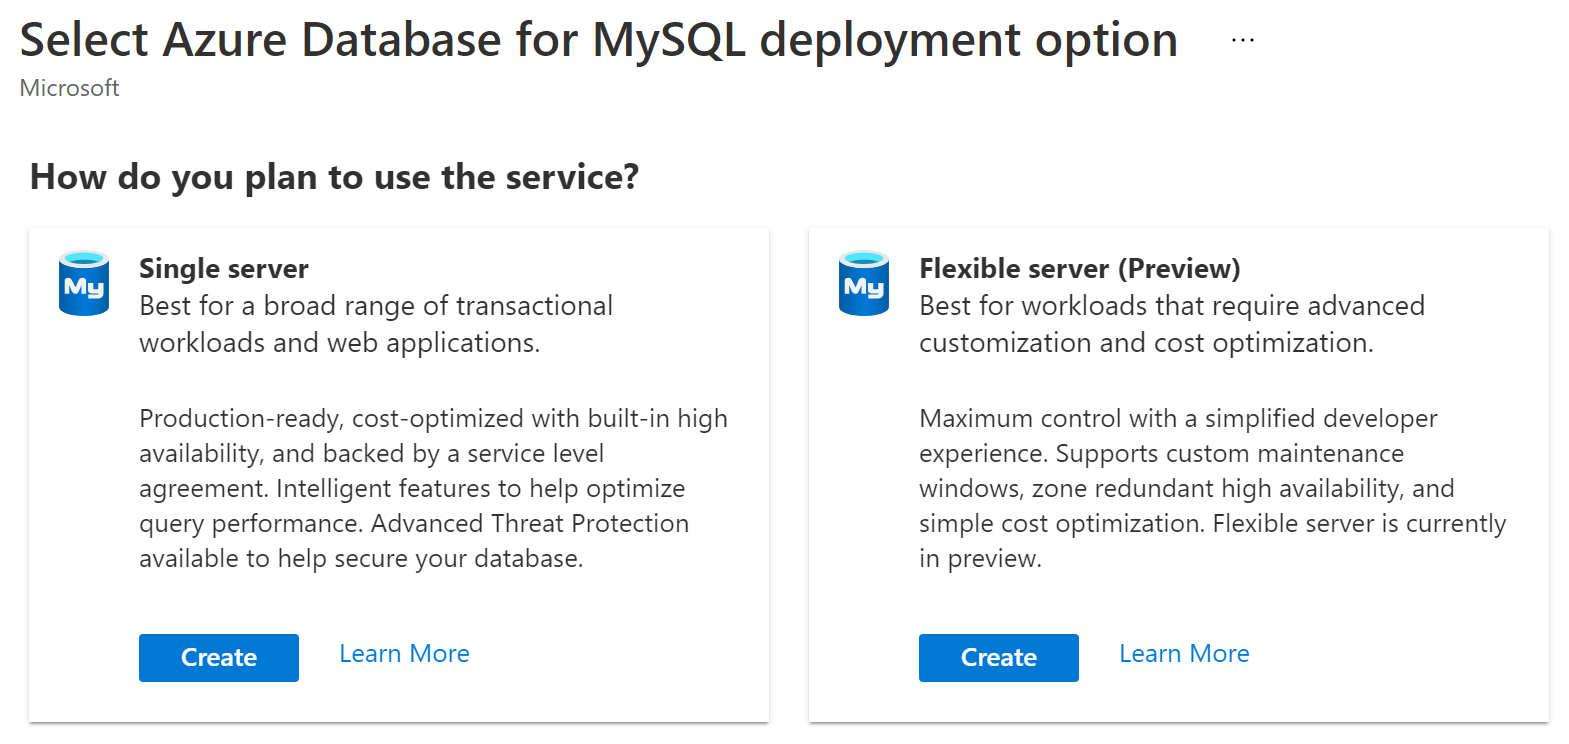 Select Azure Database for MySQL deployment option ...
Microsoft
How do you plan to use the service?
My
Single server
Best for a broad range of transactional
workloads and web applications.
Production-ready, cost-optimized with built-in high
availability, and backed by a service level
agreement. Intelligent features to help optimize
query performance. Advanced Threat Protection
available to help secure your database.
Create
Learn More
My
Flexible server (Preview)
Best for workloads that require advanced
customization and cost optimization.
Maximum control with a simplified developer
experience. Supports custom maintenance
windows, zone redundant high availability, and
simple cost optimization. Flexible server is currently
in preview.
Create
Learn More